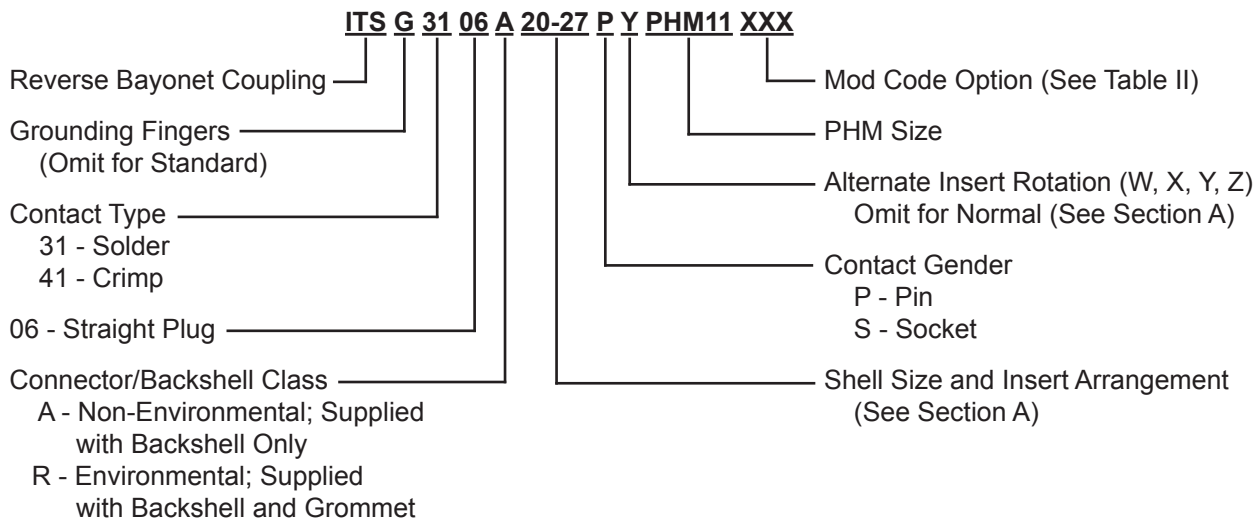 ITS G 31 06 A 20-27 P Y PHM11 XXX
Reverse Bayonet Coupling
Grounding Fingers
(Omit for Standard)
Contact Type
31 - Solder
41 - Crimp
06 - Straight Plug
Connector/Backshell Class
A - Non-Environmental; Supplied
with Backshell Only
R - Environmental; Supplied
with Backshell and Grommet
Mod Code Option (See Table II)
PHM Size
Alternate Insert Rotation (W, X, Y, Z)
Omit for Normal (See Section A)
Contact Gender
P - Pin
S - Socket
Shell Size and Insert Arrangement
(See Section A)